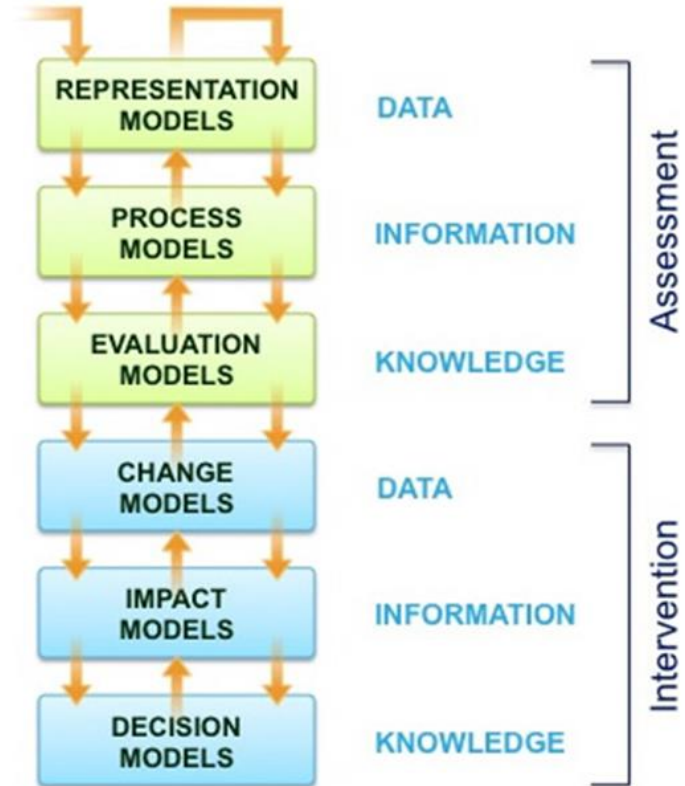 REPRESENTATION
MODELS
DATA
PROCESS
MODELS
INFORMATION
EVALUATION
MODELS
KNOWLEDGE
Assessment
CHANGE
MODELS
DATA
IMPACT
MODELS
INFORMATION
DECISION
MODELS
KNOWLEDGE
Intervention